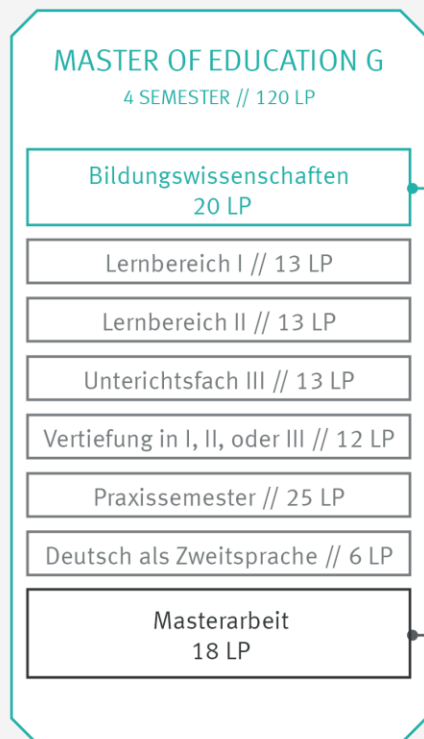 MASTER OF EDUCATION G
4 SEMESTER // 120 LP
Bildungswissenschaften
20 LP
Lernbereich I // 13 LP
Lernbereich II // 13 LP
Unterichtsfach III // 13 LP
Vertiefung in I, II, oder III // 12 LP
Praxissemester // 25 LP
Deutsch als Zweitsprache // 6 LP
Masterarbeit
18 LP